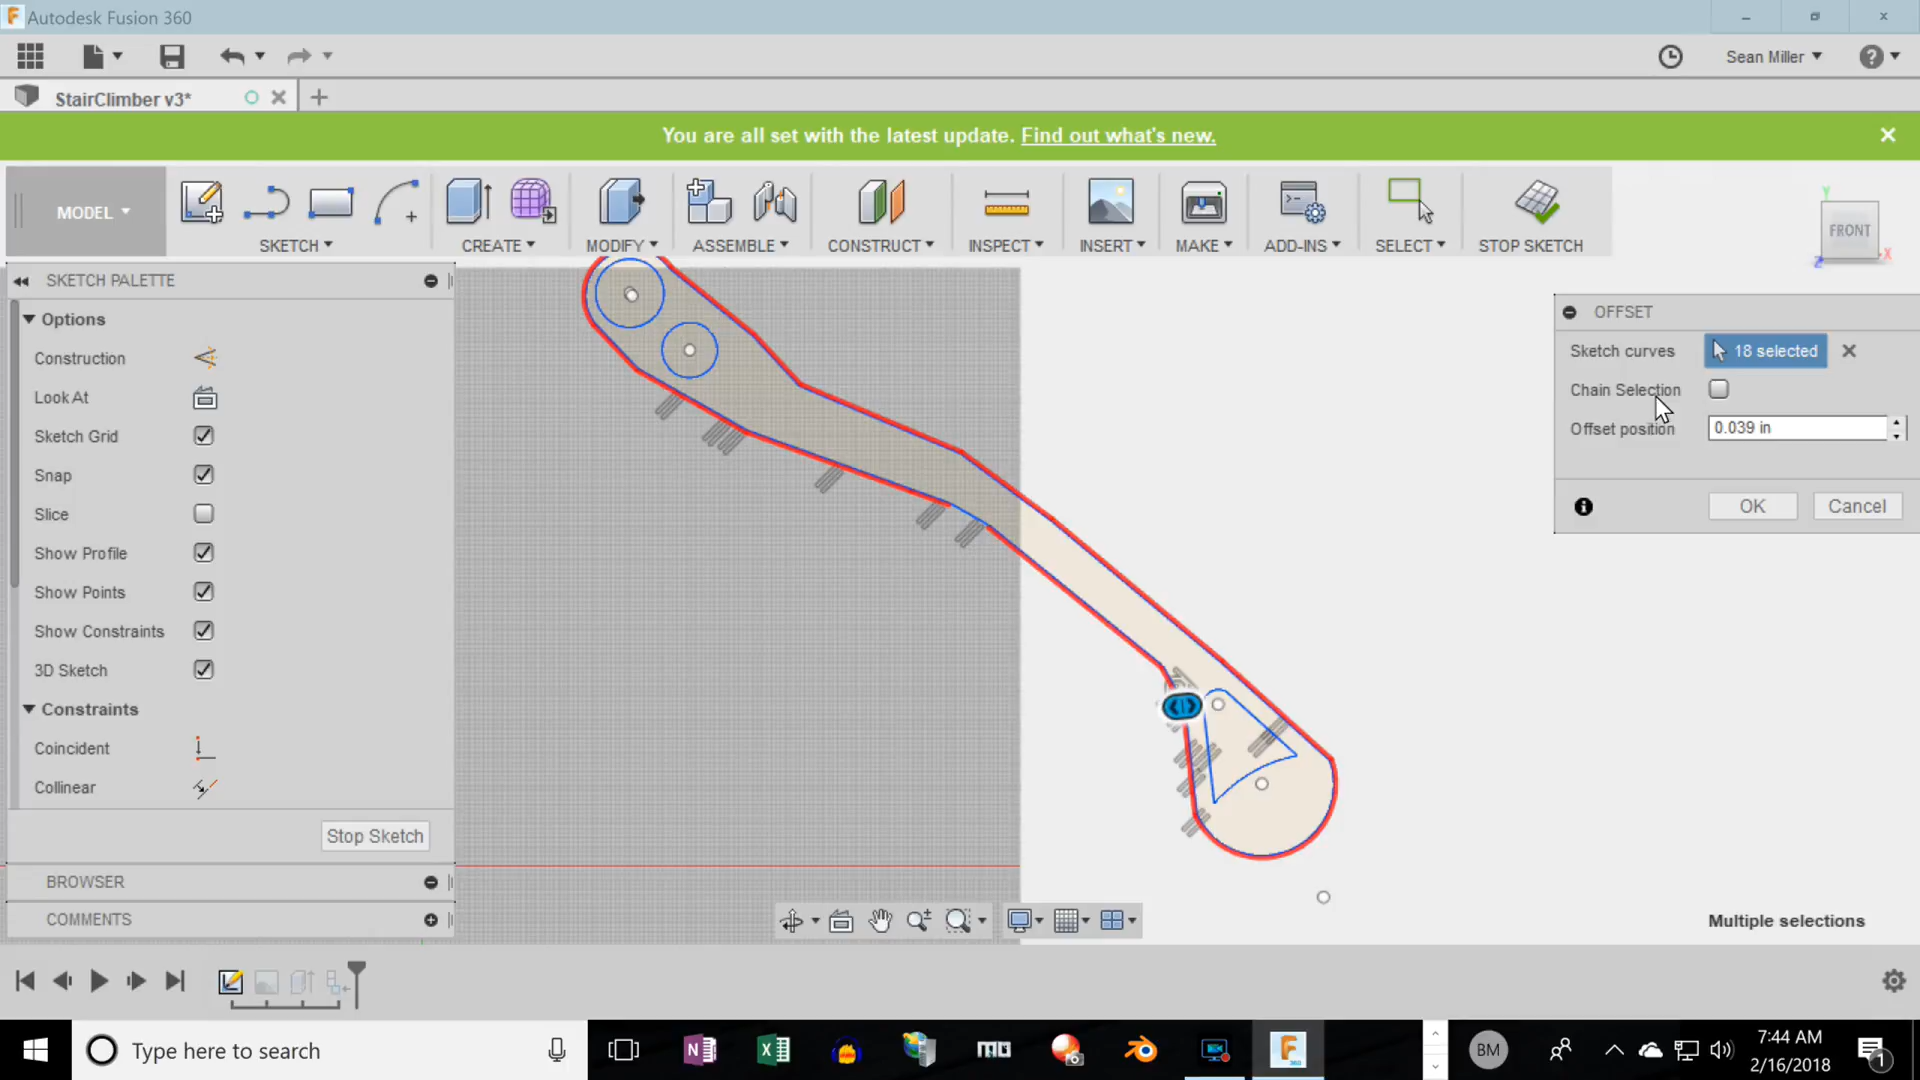 Autodesk Fusion 360
Sean Miller
StairClimber v3*
You are all set with the latest update. Find out what's new.
MODEL
SKETCH
CREATE
MODIFY
ASSEMBLE
CONSTRUCT
INSPECT
INSERT
MAKE
ADD-INS
SELECT
STOP SKETCH
Y
FRONT
Z
X
SKETCH PALETTE
Options
Construction
Look At
Sketch Grid
Snap
Slice
Show Profile
Show Points
Show Constraints
3D Sketch
Constraints
Coincident
Collinear
Stop Sketch
BROWSER
COMMENTS
OFFSET
Sketch curves 18 selected
Chain Selection
Offset position 0.039 in
OK Cancel
Multiple selections
Type here to search
BM
7:44 AM
2/16/2018
1